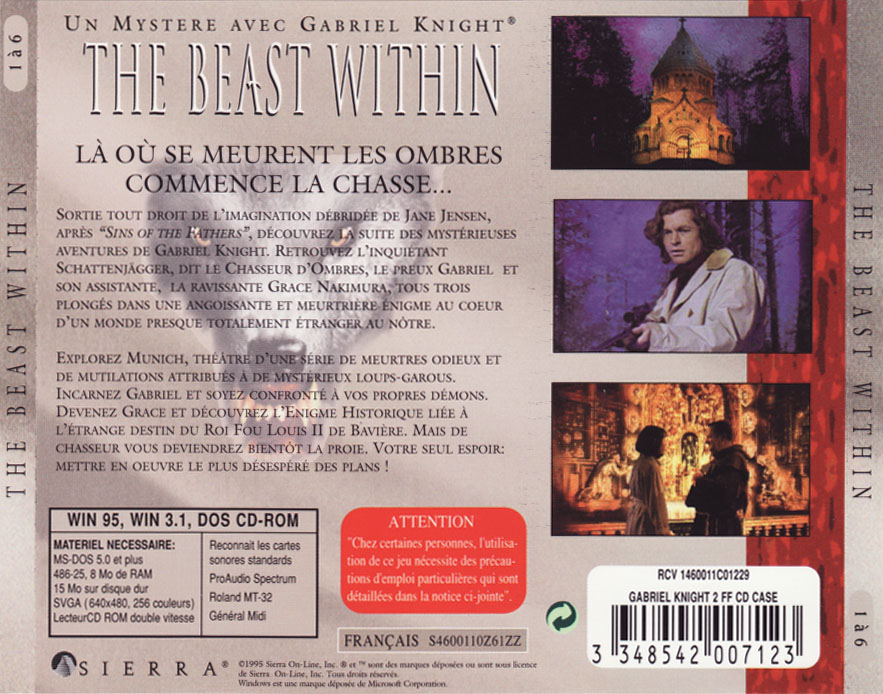 1 à 6
THE BEAST WITHIN
UN MYSTERE AVEC GABRIEL KNIGHT®
THE BEAST WITHIN
LÀ OÙ SE MEURENT LES OMBRES
COMMENCE LA CHASSE...
SORTIE TOUT DROIT DE L'IMAGINATION DÉBRIDÉE DE JANE JENSEN,
APRÈS "SINS OF THE FATHERS", DÉCOUVREZ LA SUITE DES MYSTÉRIEUSES
AVENTURES DE GABRIEL KNIGHT. RETROUVEZ L'INQUIÉTANT
SCHATTENJÄGGER, DIT LE CHASSEUR D'OMBRES, LE PREUX GABRIEL ET
SON ASSISTANTE, LA RAVISSANTE GRACE NAKIMURA, TOUS TROIS
PLONGÉS DANS UNE ANGOISSANTE ET MEURTRIÈRE ÉNIGME AU COEUR
D'UN MONDE PRESQUE TOTALEMENT ÉTRANGER AU NÔTRE.
EXPLOREZ MUNICH, THÉÂTRE D'UNE SÉRIE DE MEURTRES ODIEUX ET
DE MUTILATIONS ATTRIBUÉS À DE MYSTÉRIEUX LOUPS-GAROUS.
INCARNEZ GABRIEL ET SOYEZ CONFRONTÉ À VOS PROPRES DÉMONS.
DEVENEZ GRACE ET DÉCOUVREZ L'ENIGME HISTORIQUE LIÉE À
L'ÉTRANGE DESTIN DU ROI FOU LOUIS II DE BAVIÈRE. MAIS DE
CHASSEUR VOUS DEVIENDREZ BIENTÔT LA PROIE. VOTRE SEUL ESPOIR:
METTRE EN OEUVRE LE PLUS DÉSESPÉRÉ DES PLANS !
WIN 95, WIN 3.1, DOS CD-ROM
MATERIEL NECESSAIRE:
MS-DOS 5.0 et plus
486-25, 8 Mo de RAM
15 Mo sur disque dur
SVGA (640x480, 256 couleurs)
LecteurCD ROM double vitesse
Reconnait les cartes
sonores standards
ProAudio Spectrum
Roland MT-32
Général Midi
ATTENTION
"Chez certaines personnes, l'utilisa-
tion de ce jeu nécessite des précau-
tions d'emploi particulières qui sont
détaillées dans la notice ci-jointe".
FRANÇAIS S4600110Z61ZZ
SIERRA®
©1995 Sierra On-Line, Inc. ® et ™ sont des marques déposées ou sont sous licence
de Sierra On-Line, Inc. Tous droits réservés.
Windows est une marque déposée de Microsoft Corporation.
RCV 1460011C01229
GABRIEL KNIGHT 2 FF CD CASE
3 348542 007123
THE BEAST WITHIN
1 à 6